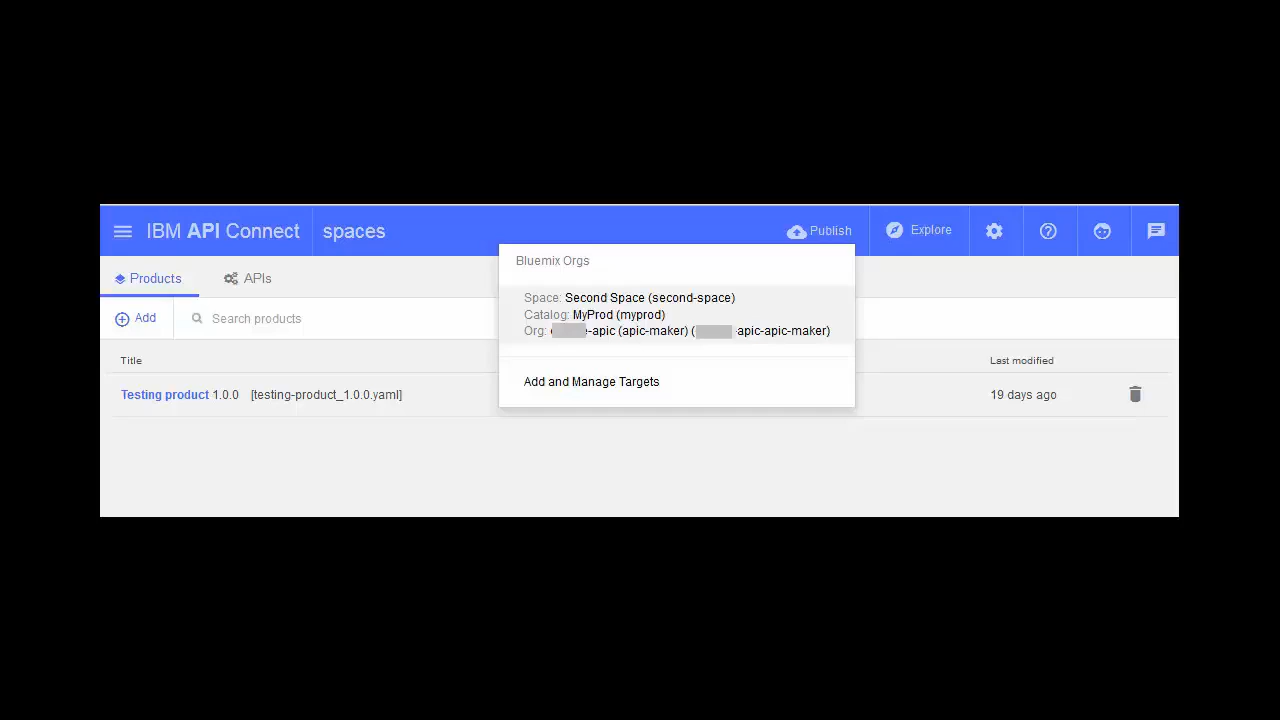 IBM API Connect
spaces
Publish
Explore
Bluemix Orgs
Products
APIs
Space: Second Space (second-space)
Catalog: MyProd (myprod)
Org: e-apic (apic-maker) ( apic-apic-maker)
Add
Search products
Title
Last modified
Add and Manage Targets
Testing product 1.0.0 [testing-product_1.0.0.yaml]
19 days ago